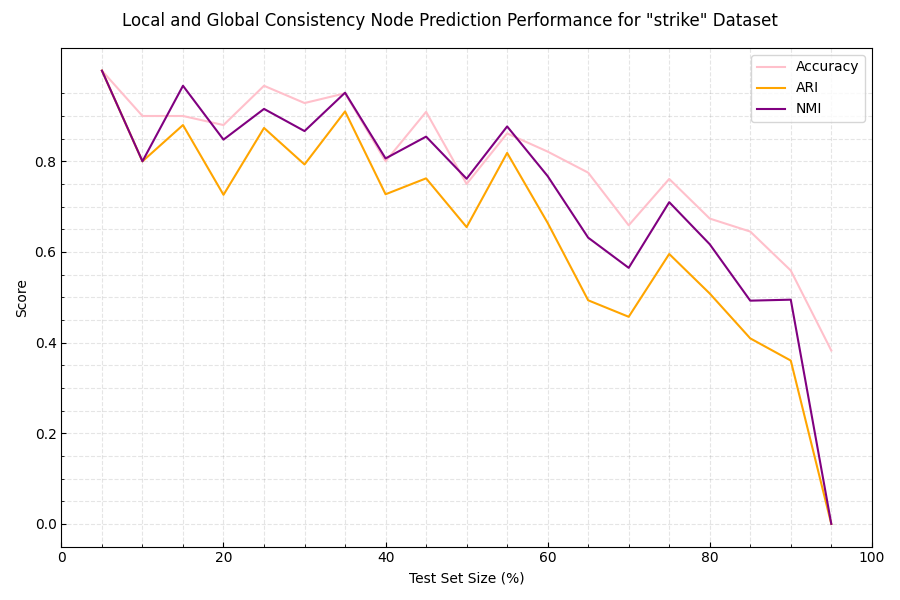 Local and Global Consistency Node Prediction Performance for "strike" Dataset
Accuracy
ARI
NMI
Score
0.8
0.6
0.4
0.2
0.0
0 20 40 60 80 100
Test Set Size (%)